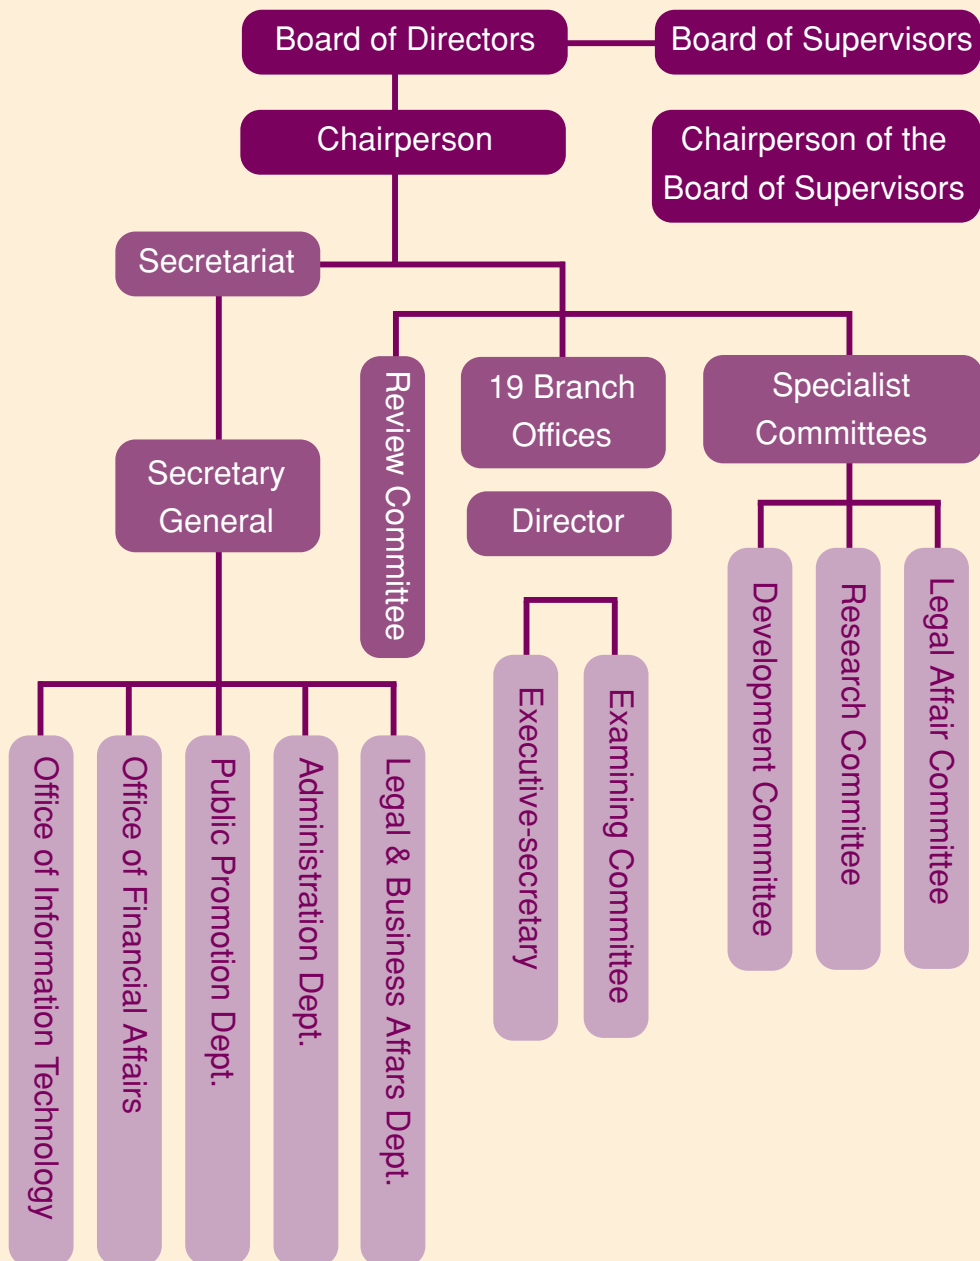 Board of Directors
Board of Supervisors
Chairperson
Chairperson of the
Board of Supervisors
Secretariat
Review Committee
19 Branch
Offices
Specialist
Committees
Secretary
General
Director
Development Committee
Research Committee
Legal Affair Committee
Executive-secretary
Examining Committee
Office of Information Technology
Office of Financial Affairs
Public Promotion Dept.
Administration Dept.
Legal & Business Affars Dept.